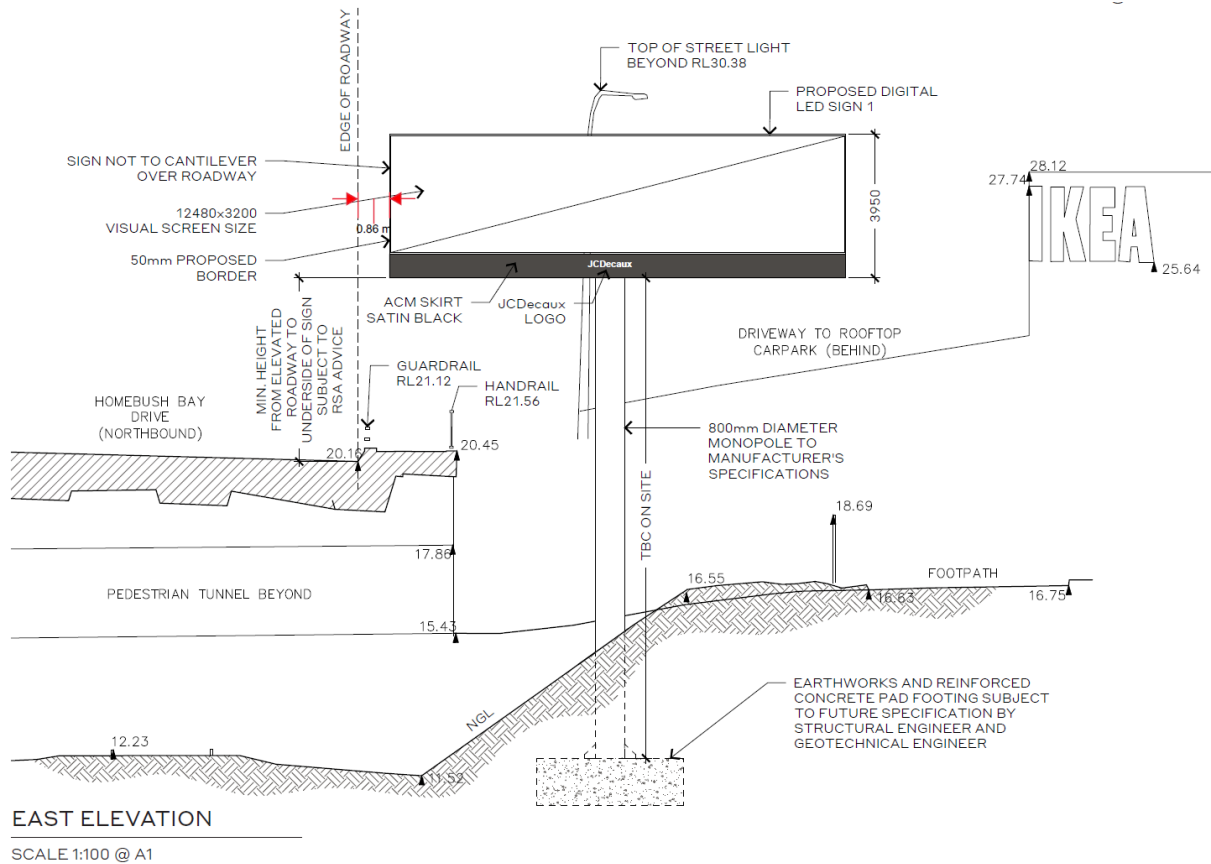 TOP OF STREET LIGHT
BEYOND RL30.38
PROPOSED DIGITAL
LED SIGN 1
EDGE OF ROADWAY
SIGN NOT TO CANTILEVER
OVER ROADWAY
12480x3200
VISUAL SCREEN SIZE
0.86 m
50mm PROPOSED
BORDER
3950
28.12
27.74
IKEA
25.64
JCDecaux
ACM SKIRT
SATIN BLACK
JCDecaux
LOGO
MIN. HEIGHT
FROM ELEVATED
ROADWAY TO
UNDERSIDE OF SIGN
SUBJECT TO
RSA ADVICE
DRIVEWAY TO ROOFTOP
CARPARK (BEHIND)
GUARDRAIL
RL21.12
HANDRAIL
RL21.56
HOMEBUSH BAY
DRIVE
(NORTHBOUND)
20.16
20.45
800mm DIAMETER
MONOPOLE TO
MANUFACTURER'S
SPECIFICATIONS
TBC ON SITE
18.69
17.86
PEDESTRIAN TUNNEL BEYOND
16.55
FOOTPATH
16.63
16.75
15.43
NGL
EARTHWORKS AND REINFORCED
CONCRETE PAD FOOTING SUBJECT
TO FUTURE SPECIFICATION BY
STRUCTURAL ENGINEER AND
GEOTECHNICAL ENGINEER
12.23
11.52
EAST ELEVATION
SCALE 1:100 @ A1